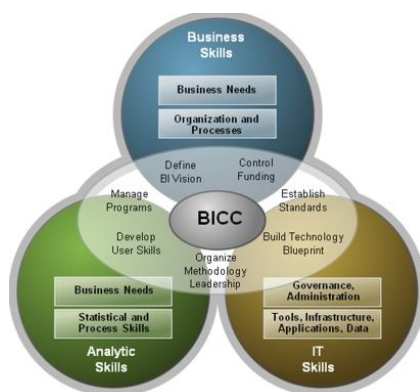 Business
Skills
Business Needs
Organization and
Processes
Define
BI Vision
Control
Funding
Manage
Programs
Establish
Standards
BICC
Develop
User Skills
Build Technology
Blueprint
Organize
Methodology
Leadership
Business Needs
Statistical and
Process Skills
Analytic
Skills
Governance,
Administration
Tools, Infrastructure,
Applications, Data
IT
Skills